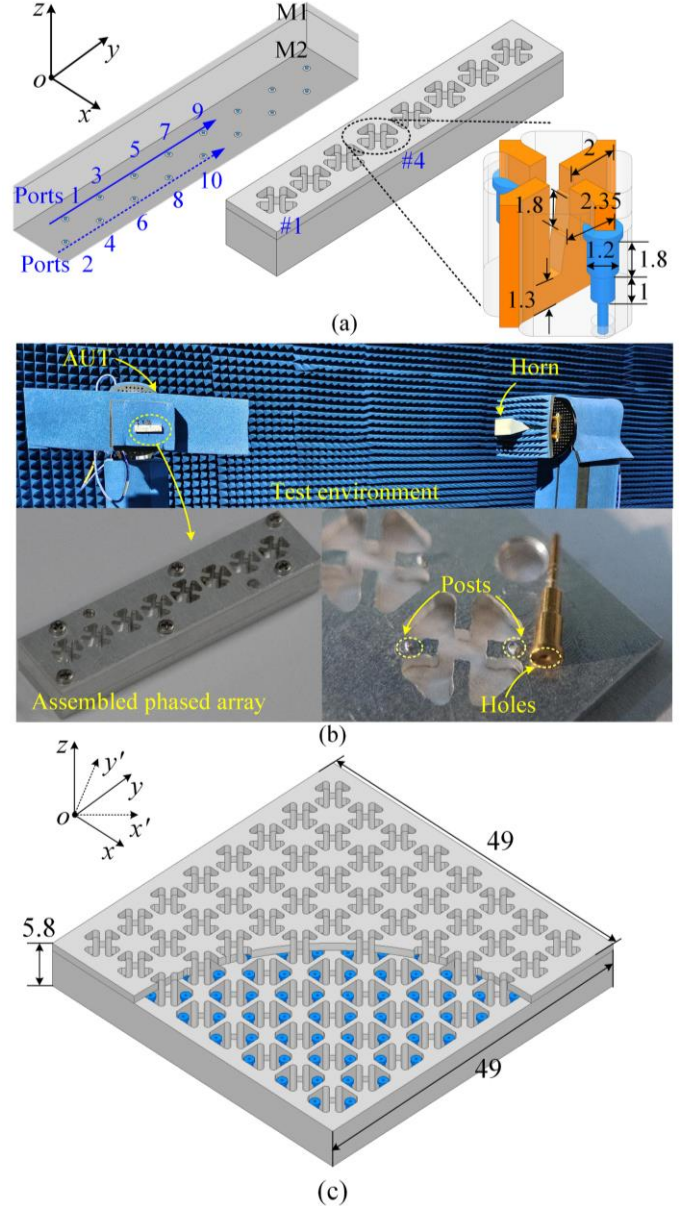 z
y
o
x
M1
M2
9
7
5
3
Ports 1
10
8
6
4
Ports 2
#4
#1
2
1.8
2.35
1.2
1.8
1.3
1
(a)
AUT
Horn
Test environment
Posts
Assembled phased array
Holes
(b)
z
y′
y
o
x′
x
49
5.8
49
(c)